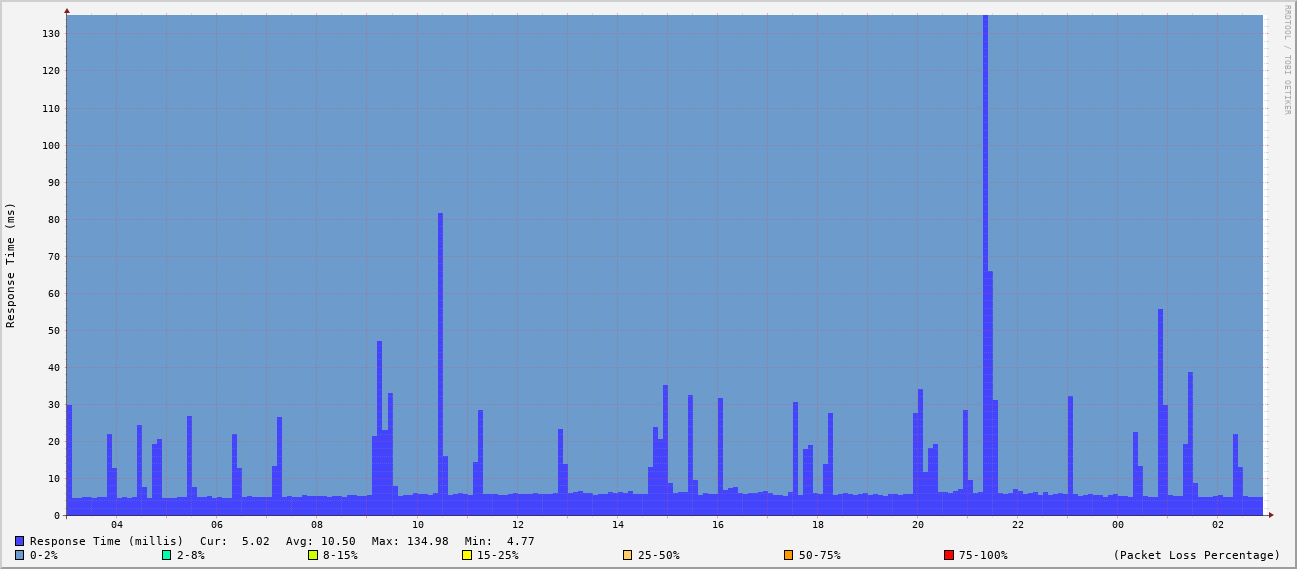 RRDTOOL / TOBI OETIKER
Response Time (ms)
130
120
110
100
90
80
70
60
50
40
30
20
10
0
04 06 08 10 12 14 16 18 20 22 00 02
Response Time (millis) Cur: 5.02 Avg: 10.50 Max: 134.98 Min: 4.77
0-2% 2-8% 8-15% 15-25% 25-50% 50-75% 75-100% (Packet Loss Percentage)